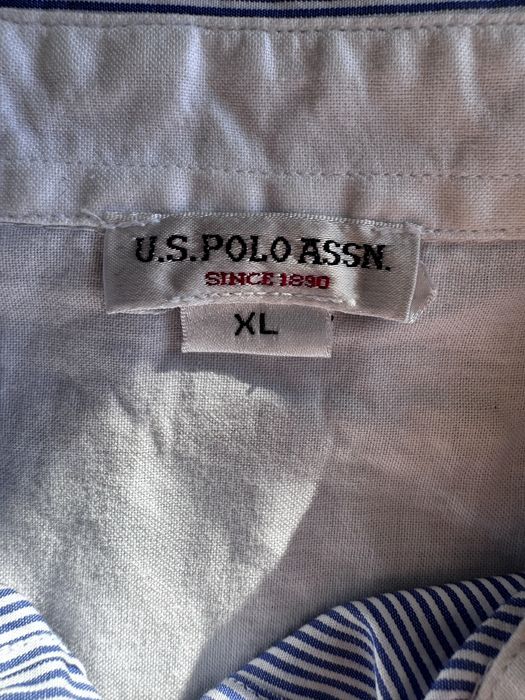 U.S. POLO ASSN.
SINCE 1890
XL